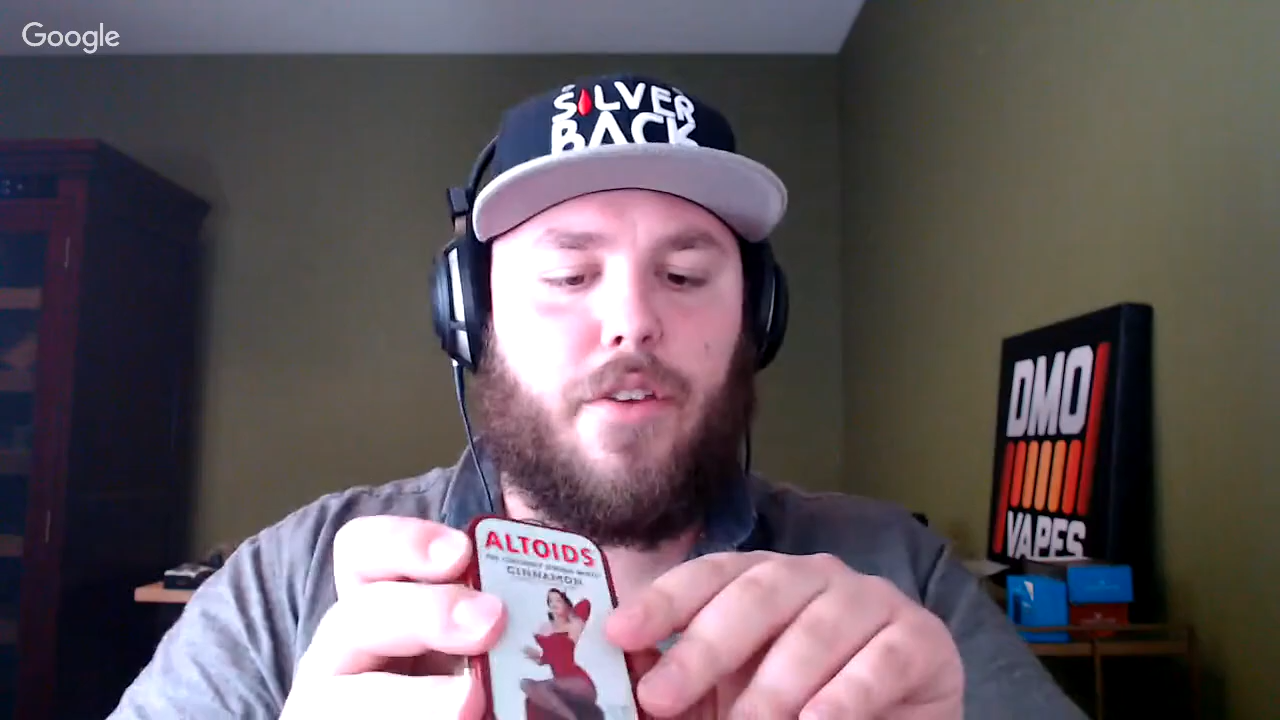 Google
SILVER
BACK
ALTOIDS
CINNAMON
DMO
VAPES